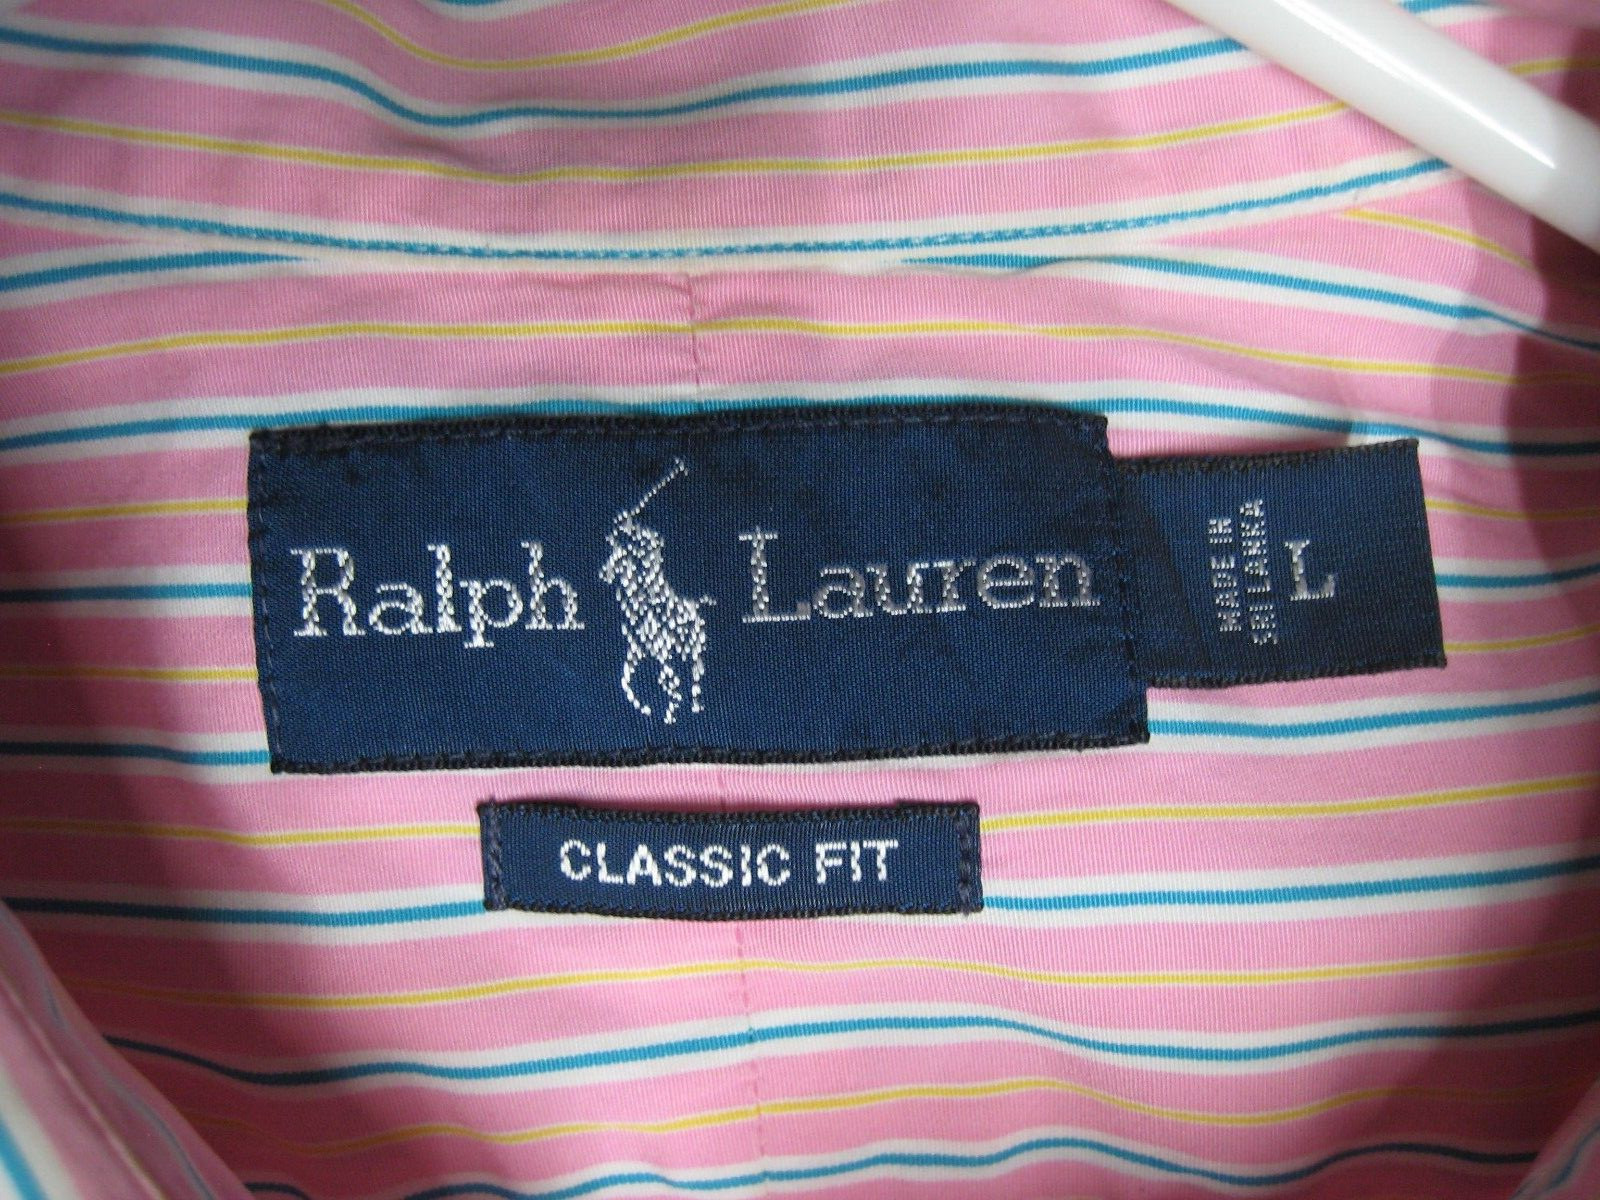 Ralph Lauren
MADE IN
SRI LANKA
L
CLASSIC FIT